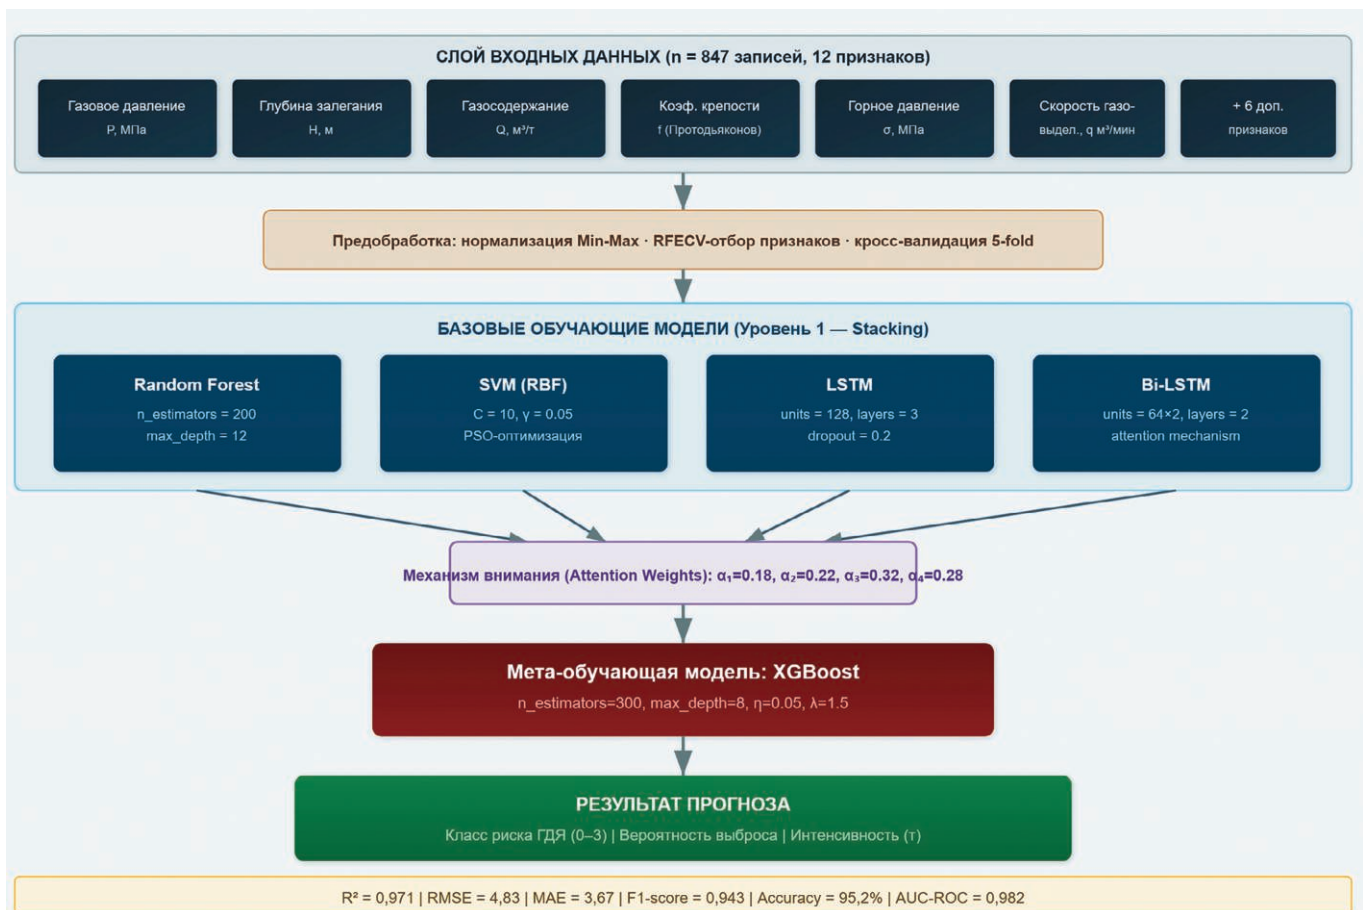 СЛОЙ ВХОДНЫХ ДАННЫХ (n = 847 записей, 12 признаков)
Газовое давление
P, МПа
Глубина залегания
H, м
Газосодержание
Q, м³/т
Коэф. крепости
f (Протодьяконов)
Горное давление
σ, МПа
Скорость газо-
выдел., q м³/мин
+ 6 доп.
признаков
Предобработка: нормализация Min-Max · RFECV-отбор признаков · кросс-валидация 5-fold
БАЗОВЫЕ ОБУЧАЮЩИЕ МОДЕЛИ (Уровень 1 — Stacking)
Random Forest
n_estimators = 200
max_depth = 12
SVM (RBF)
C = 10, γ = 0.05
PSO-оптимизация
LSTM
units = 128, layers = 3
dropout = 0.2
Bi-LSTM
units = 64×2, layers = 2
attention mechanism
Механизм внимания (Attention Weights): α₁=0.18, α₂=0.22, α₃=0.32, α₄=0.28
Мета-обучающая модель: XGBoost
n_estimators=300, max_depth=8, η=0.05, λ=1.5
РЕЗУЛЬТАТ ПРОГНОЗА
Класс риска ГДЯ (0–3) | Вероятность выброса | Интенсивность (т)
R² = 0,971 | RMSE = 4,83 | MAE = 3,67 | F1-score = 0,943 | Accuracy = 95,2% | AUC-ROC = 0,982